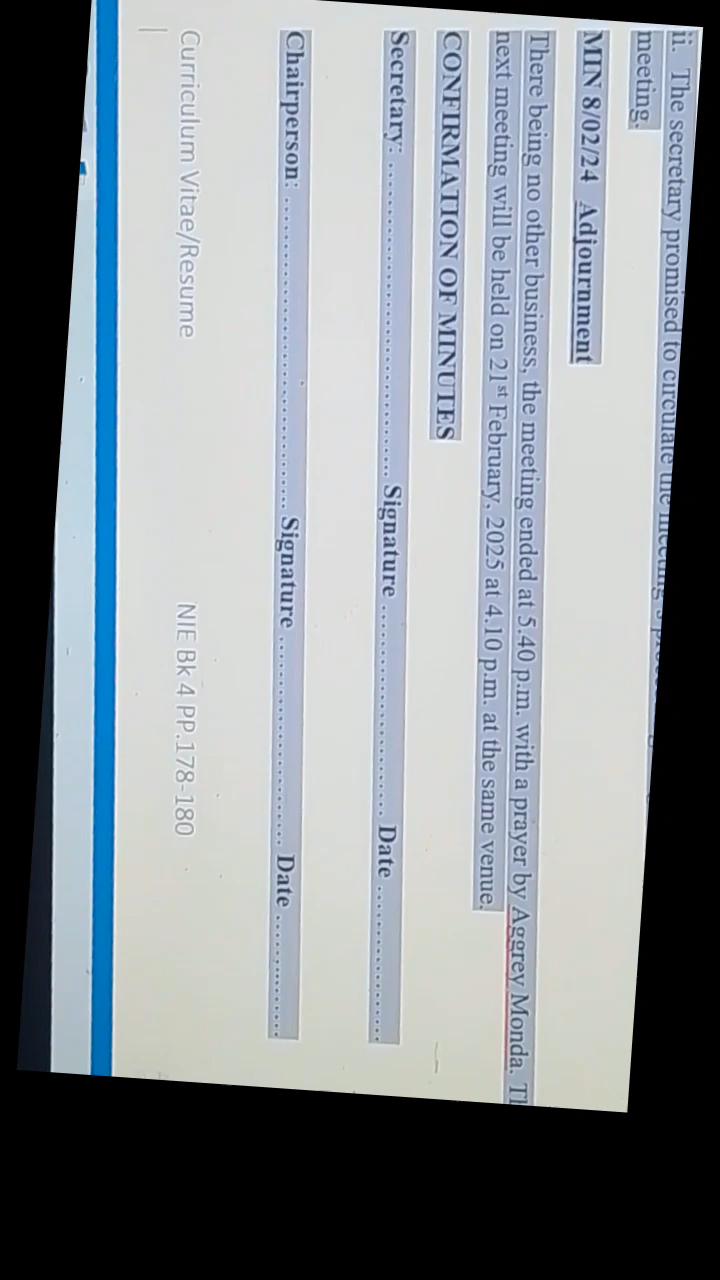 ii. The secretary promised to circulate the meeting's
meeting.
MIN 8/02/24 Adjournment
There being no other business, the meeting ended at 5.40 p.m. with a prayer by Aggrey Monda.
next meeting will be held on 21st February, 2025 at 4.10 p.m. at the same venue.
CONFIRMATION OF MINUTES
Secretary: ........................................... Signature ............................ Date .....................
Chairperson: ........................................... Signature ............................ Date ................
Curriculum Vitae/Resume NIE Bk 4 PP.178-180